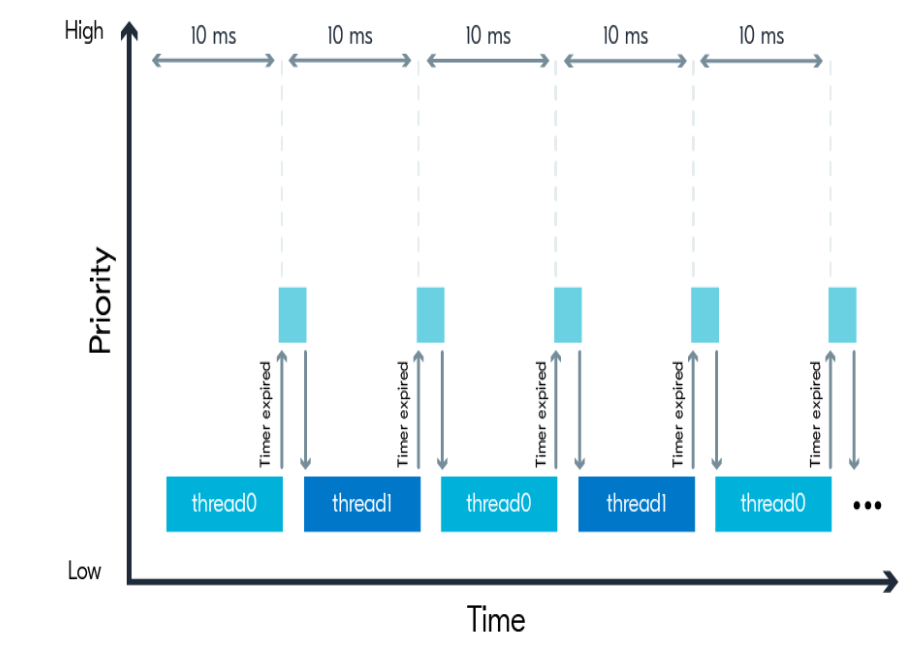 High
10 ms
10 ms
10 ms
10 ms
10 ms
Priority
Timer expired
Timer expired
Timer expired
Timer expired
Timer expired
thread0
thread1
thread0
thread1
thread0
•••
Low
Time